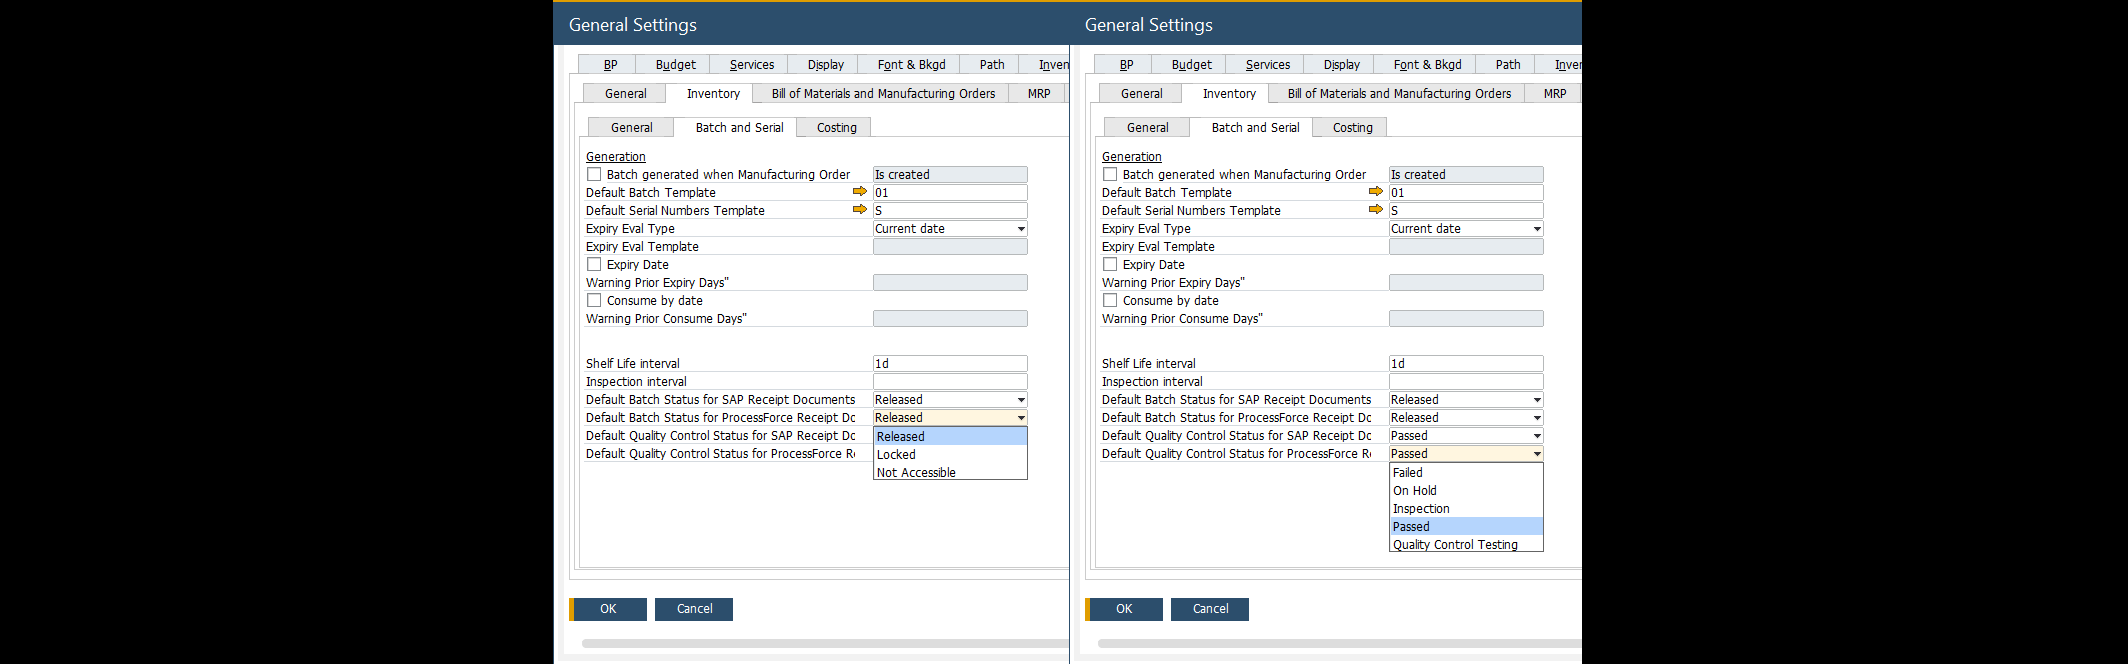 General Settings
BP Budget Services Display Font & Bkgd Path Inven
General Inventory Bill of Materials and Manufacturing Orders MRP
General Batch and Serial Costing
Generation
Batch generated when Manufacturing Order Is created
Default Batch Template 01
Default Serial Numbers Template S
Expiry Eval Type Current date
Expiry Eval Template
Expiry Date
Warning Prior Expiry Days"
Consume by date
Warning Prior Consume Days"
Shelf Life interval 1d
Inspection interval
Default Batch Status for SAP Receipt Documents Released
Default Batch Status for ProcessForce Receipt Dc Released
Default Quality Control Status for SAP Receipt Dc Released
Default Quality Control Status for ProcessForce Re Locked
Not Accessible
OK Cancel
General Settings
BP Budget Services Display Font & Bkgd Path Inver
General Inventory Bill of Materials and Manufacturing Orders MRP
General Batch and Serial Costing
Generation
Batch generated when Manufacturing Order Is created
Default Batch Template 01
Default Serial Numbers Template S
Expiry Eval Type Current date
Expiry Eval Template
Expiry Date
Warning Prior Expiry Days"
Consume by date
Warning Prior Consume Days"
Shelf Life interval 1d
Inspection interval
Default Batch Status for SAP Receipt Documents Released
Default Batch Status for ProcessForce Receipt Dc Released
Default Quality Control Status for SAP Receipt Dc Passed
Default Quality Control Status for ProcessForce Re Passed
Failed
On Hold
Inspection
Passed
Quality Control Testing
OK Cancel